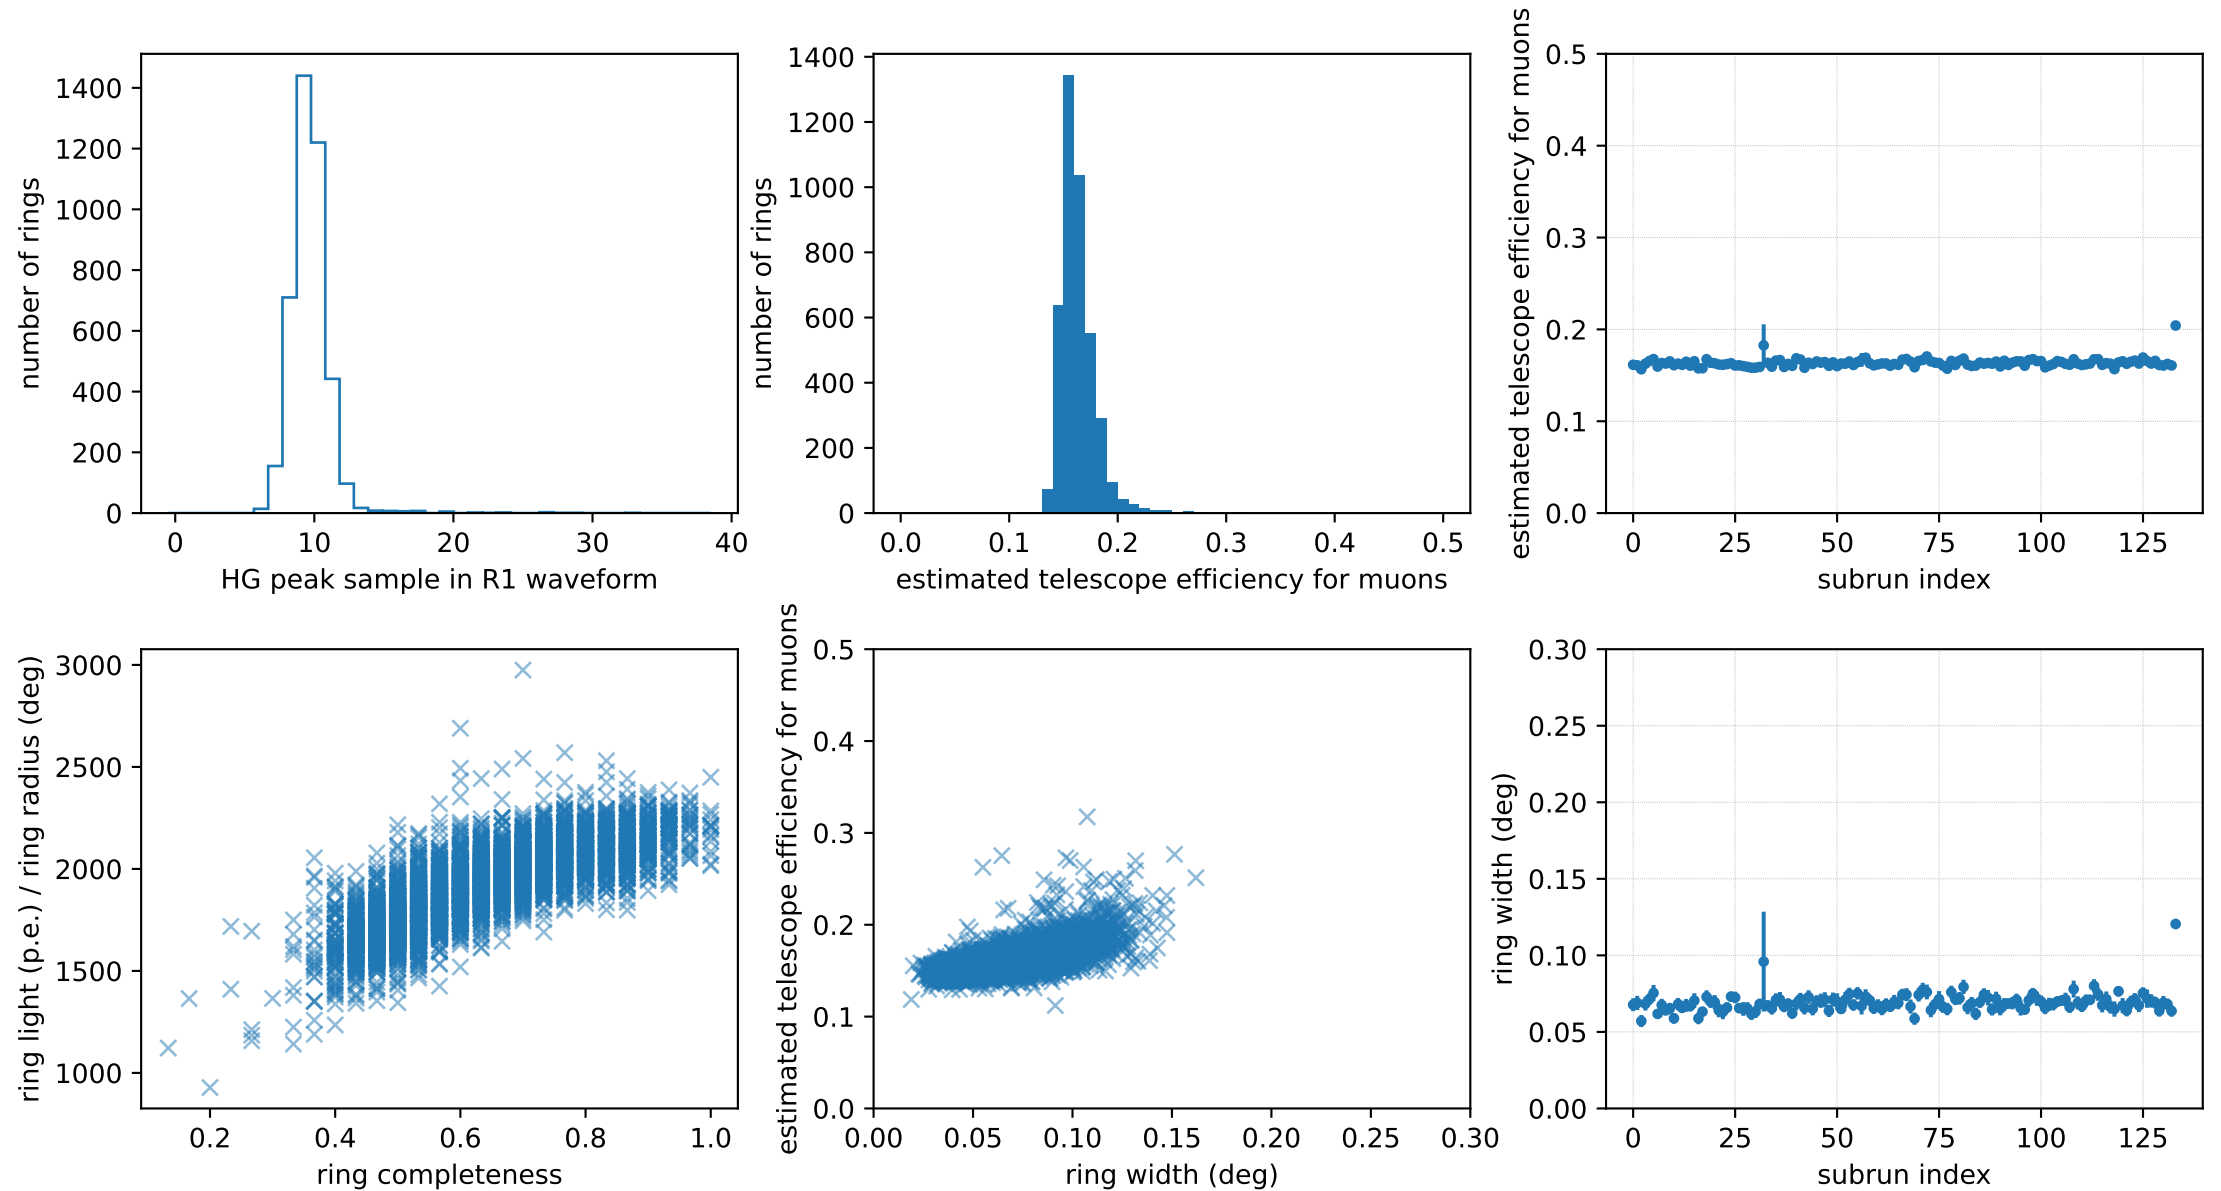 number of rings
1400
1200
1000
800
600
400
200
0
0 10 20 30 40
HG peak sample in R1 waveform
number of rings
1400
1200
1000
800
600
400
200
0
0.0 0.1 0.2 0.3 0.4 0.5
estimated telescope efficiency for muons
estimated telescope efficiency for muons
0.5
0.4
0.3
0.2
0.1
0.0
0 25 50 75 100 125
subrun index
ring light (p.e.) / ring radius (deg)
3000
2500
2000
1500
1000
0.2 0.4 0.6 0.8 1.0
ring completeness
estimated telescope efficiency for muons
0.5
0.4
0.3
0.2
0.1
0.0
0.00 0.05 0.10 0.15 0.20 0.25 0.30
ring width (deg)
ring width (deg)
0.30
0.25
0.20
0.15
0.10
0.05
0.00
0 25 50 75 100 125
subrun index